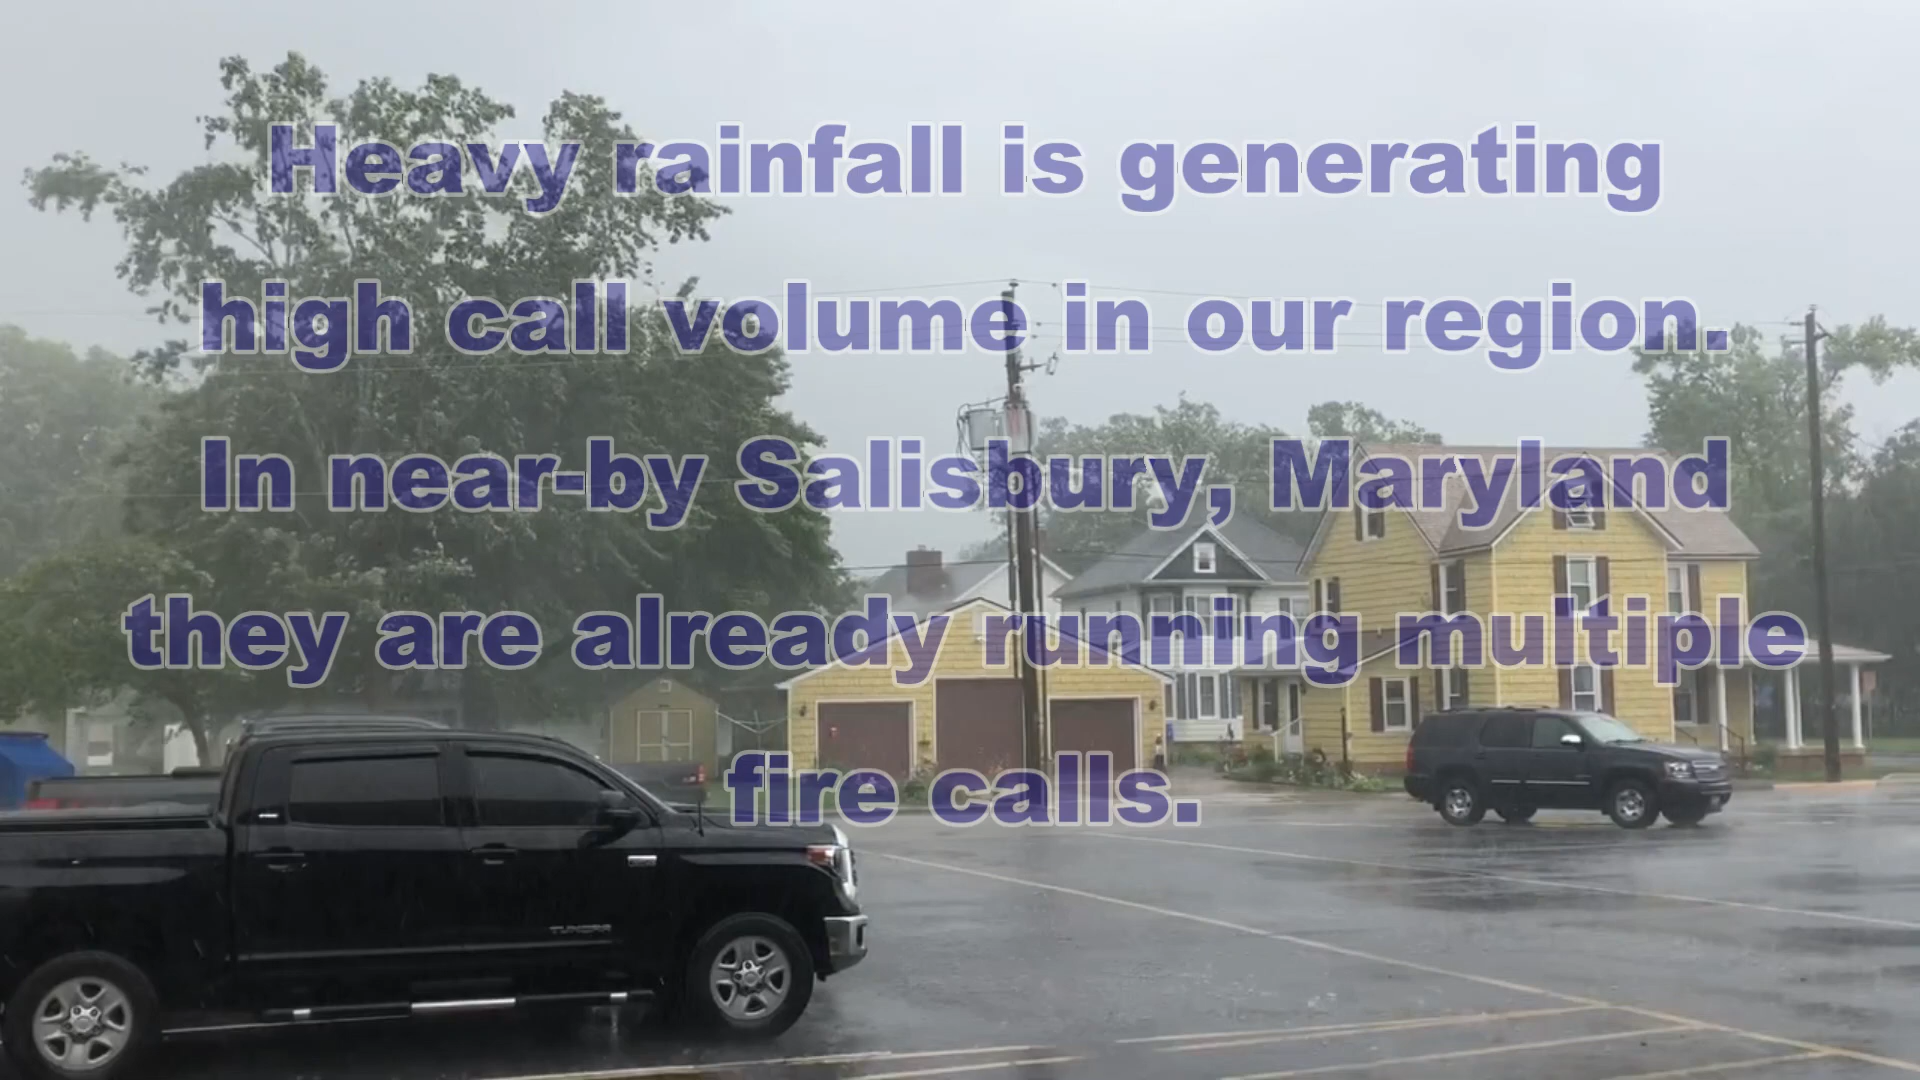 Heavy rainfall is generating
high call volume in our region.
In near-by Salisbury, Maryland
they are already running multiple
fire calls.
TUNDRA